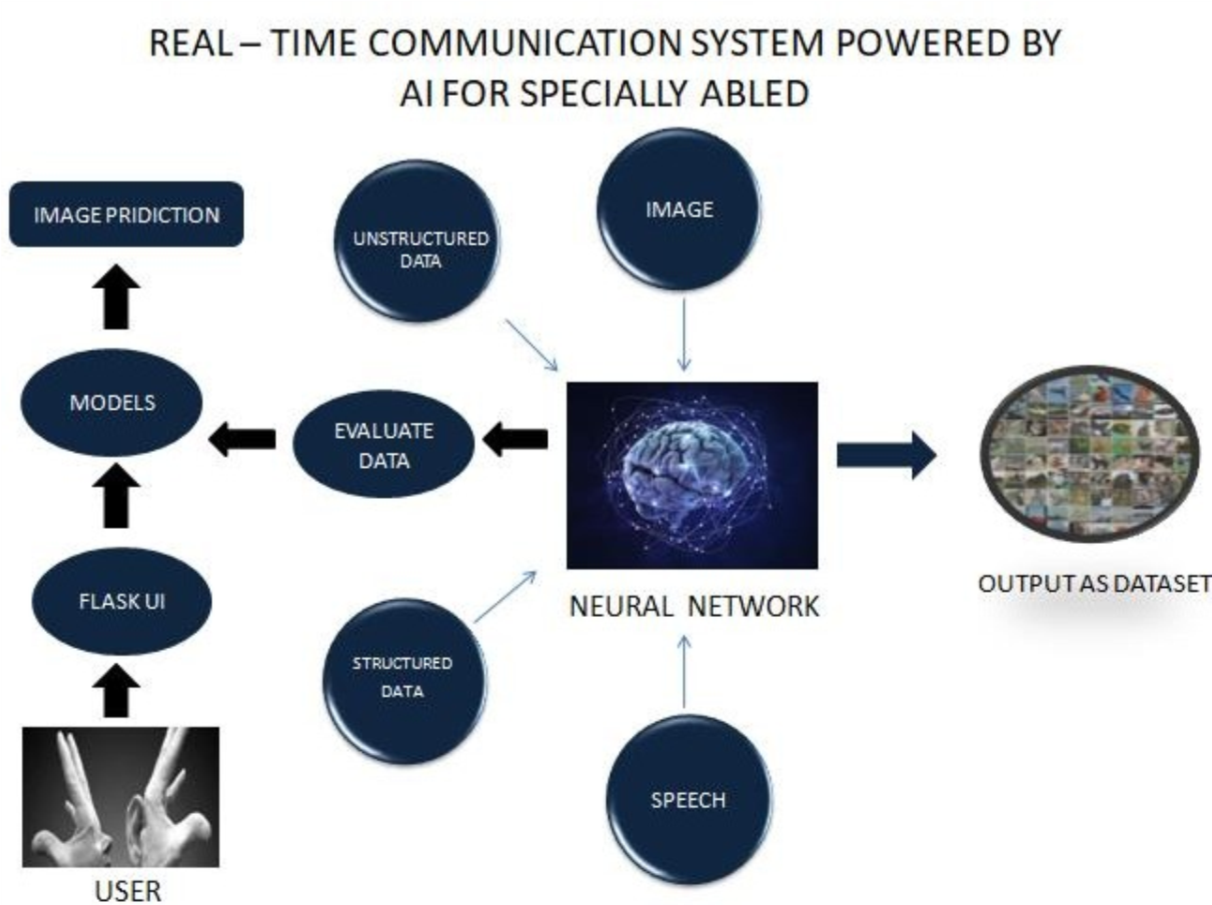 REAL – TIME COMMUNICATION SYSTEM POWERED BY
AI FOR SPECIALLY ABLED
IMAGE PRIDICTION
UNSTRUCTURED
DATA
IMAGE
MODELS
EVALUATE
DATA
FLASK UI
NEURAL NETWORK
OUTPUT AS DATASET
STRUCTURED
DATA
SPEECH
USER